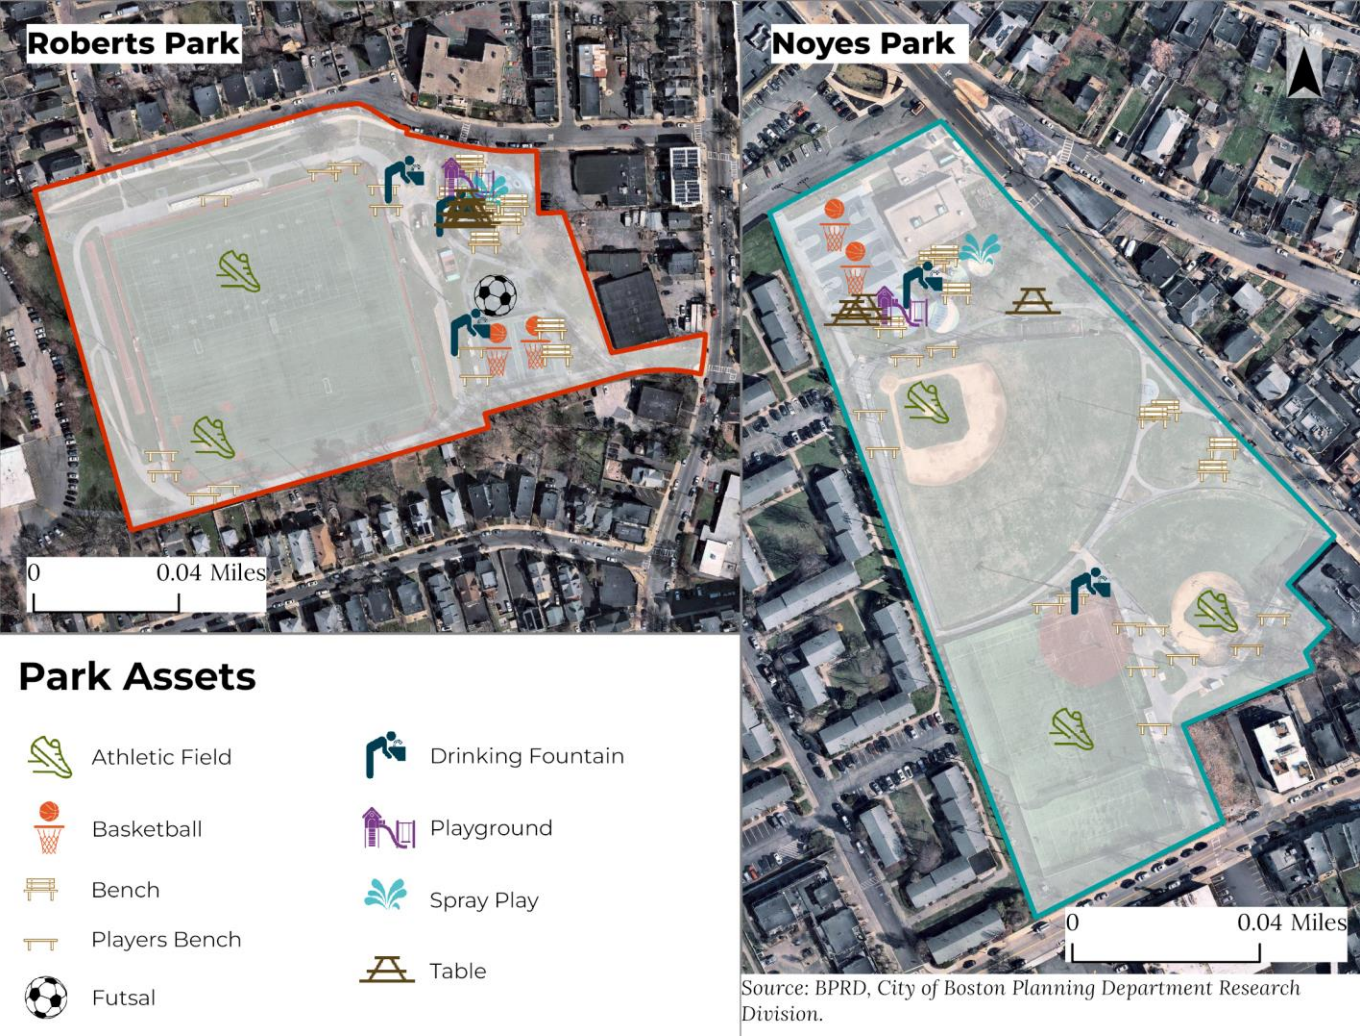 Roberts Park
Noyes Park
N
0 0.04 Miles
Park Assets
Athletic Field
Basketball
Bench
Players Bench
Futsal
Drinking Fountain
Playground
Spray Play
Table
0 0.04 Miles
Source: BPRD, City of Boston Planning Department Research
Division.